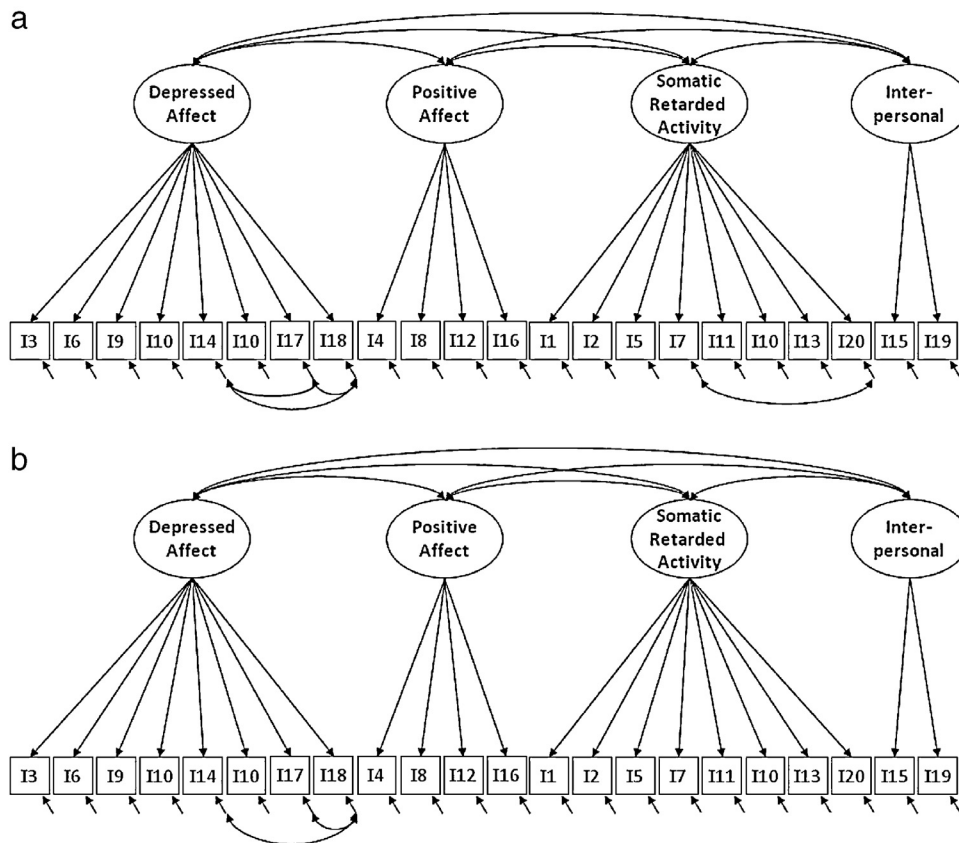 a
Depressed
Affect
Positive
Affect
Somatic
Retarded
Activity
Inter-
personal
I3 I6 I9 I10 I14 I10 I17 I18 I4 I8 I12 I16 I1 I2 I5 I7 I11 I10 I13 I20 I15 I19
b
Depressed
Affect
Positive
Affect
Somatic
Retarded
Activity
Inter-
personal
I3 I6 I9 I10 I14 I10 I17 I18 I4 I8 I12 I16 I1 I2 I5 I7 I11 I10 I13 I20 I15 I19